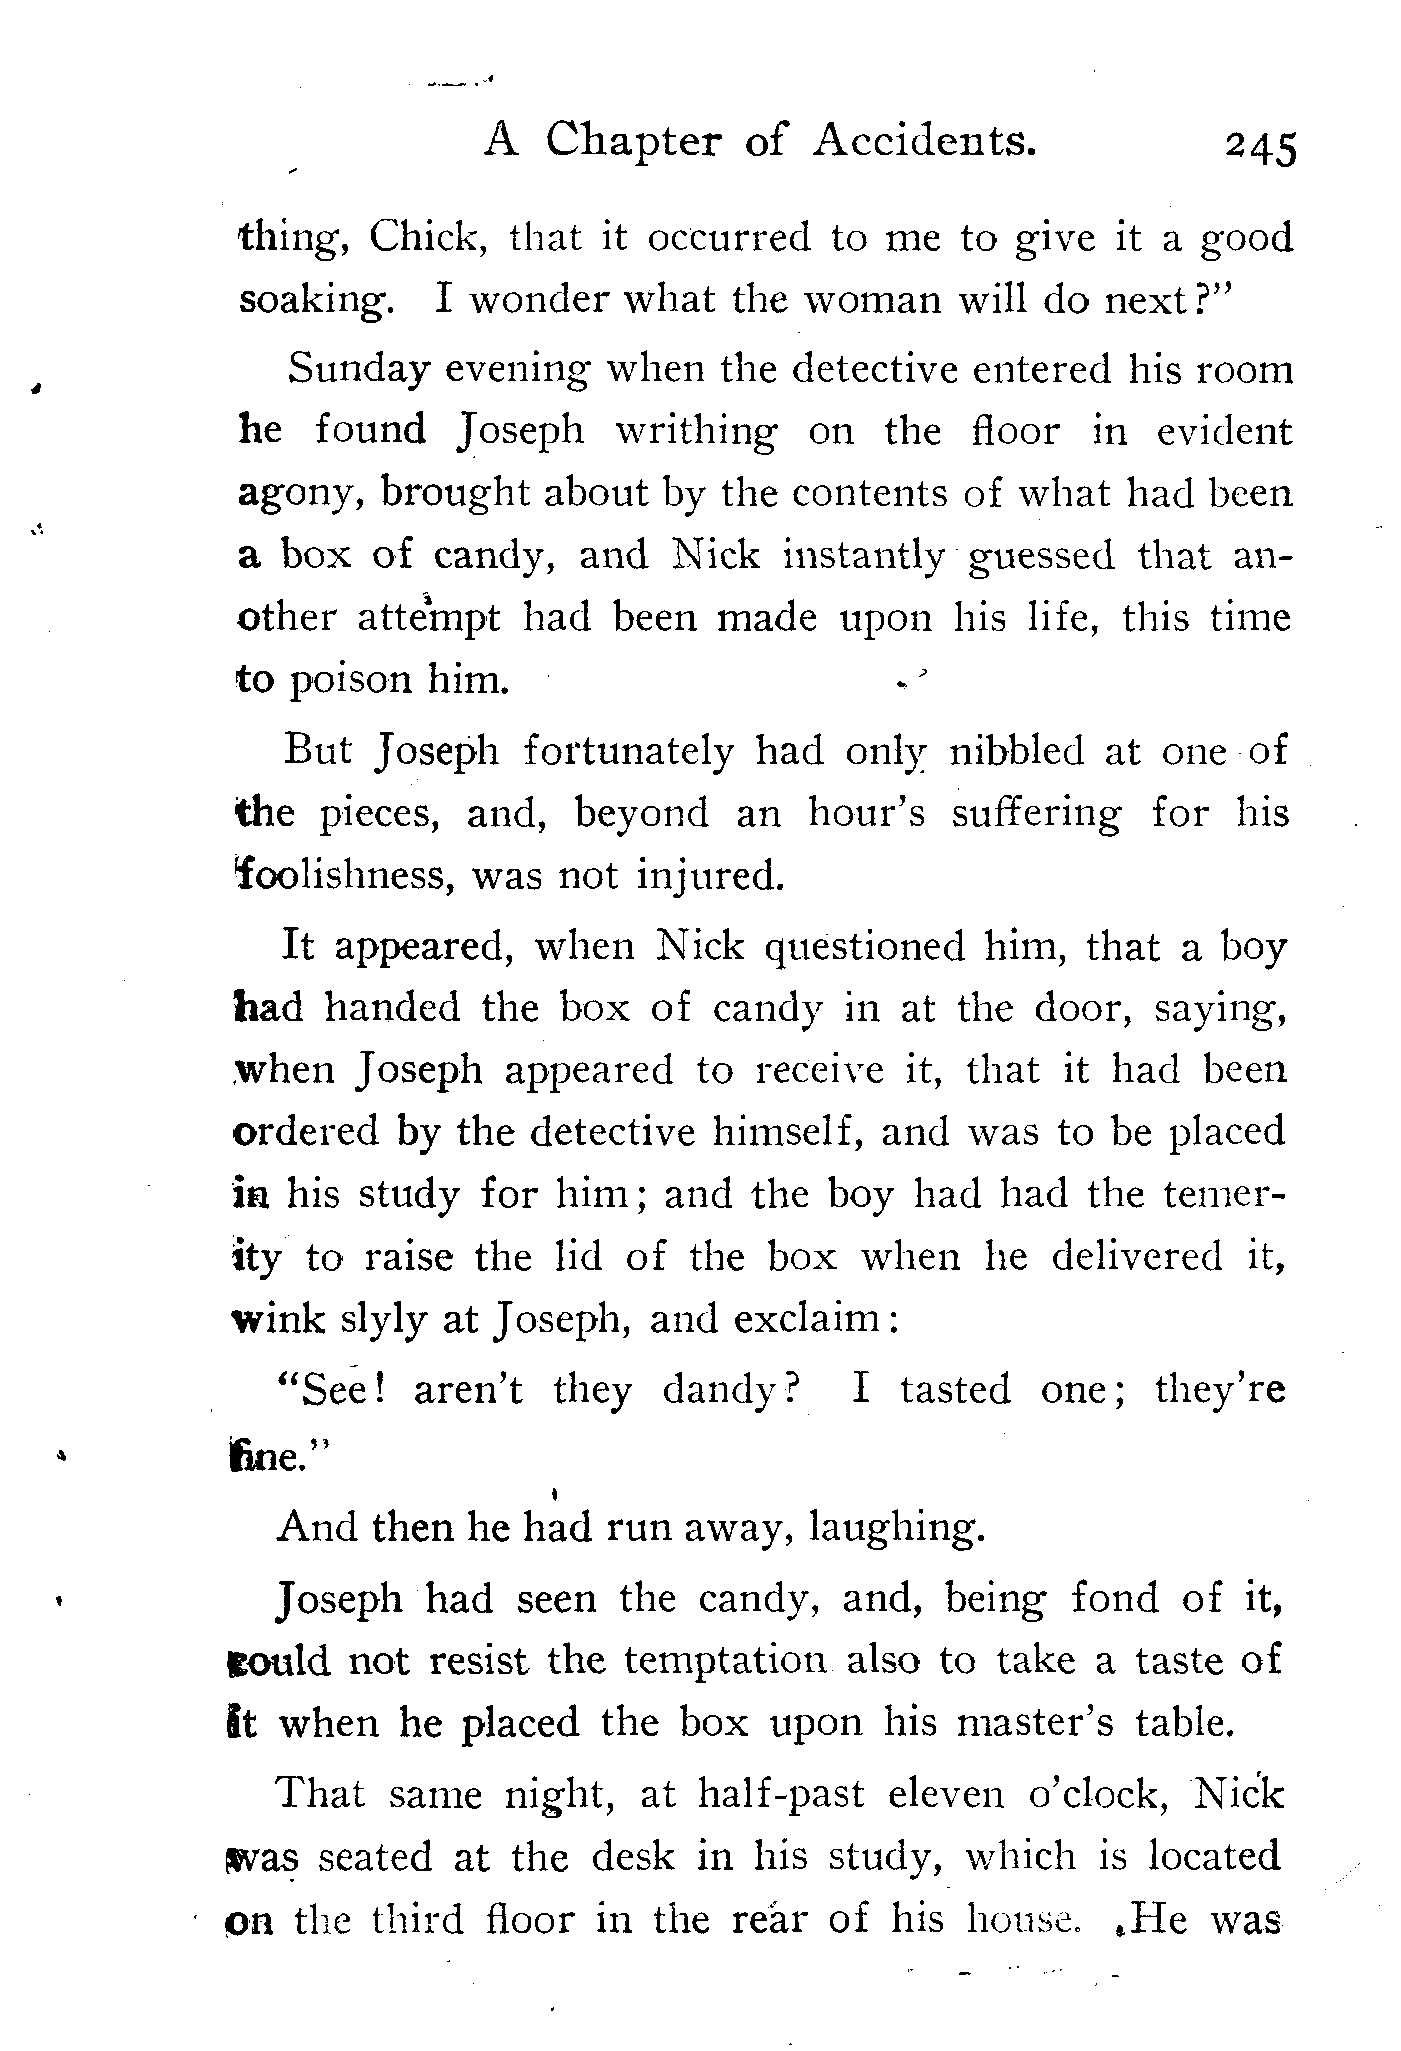 A Chapter of Accidents. 245
thing, Chick, that it occurred to me to give it a good
soaking. I wonder what the woman will do next?"
Sunday evening when the detective entered his room
he found Joseph writhing on the floor in evident
agony, brought about by the contents of what had been
a box of candy, and Nick instantly guessed that an-
other attempt had been made upon his life, this time
to poison him.
But Joseph fortunately had only nibbled at one of
the pieces, and, beyond an hour's suffering for his
foolishness, was not injured.
It appeared, when Nick questioned him, that a boy
had handed the box of candy in at the door, saying,
when Joseph appeared to receive it, that it had been
ordered by the detective himself, and was to be placed
in his study for him; and the boy had had the temer-
ity to raise the lid of the box when he delivered it,
wink slyly at Joseph, and exclaim:
"See! aren't they dandy? I tasted one; they're
fine."
And then he had run away, laughing.
Joseph had seen the candy, and, being fond of it,
could not resist the temptation also to take a taste of
it when he placed the box upon his master's table.
That same night, at half-past eleven o'clock, Nick
was seated at the desk in his study, which is located
on the third floor in the rear of his house. He was